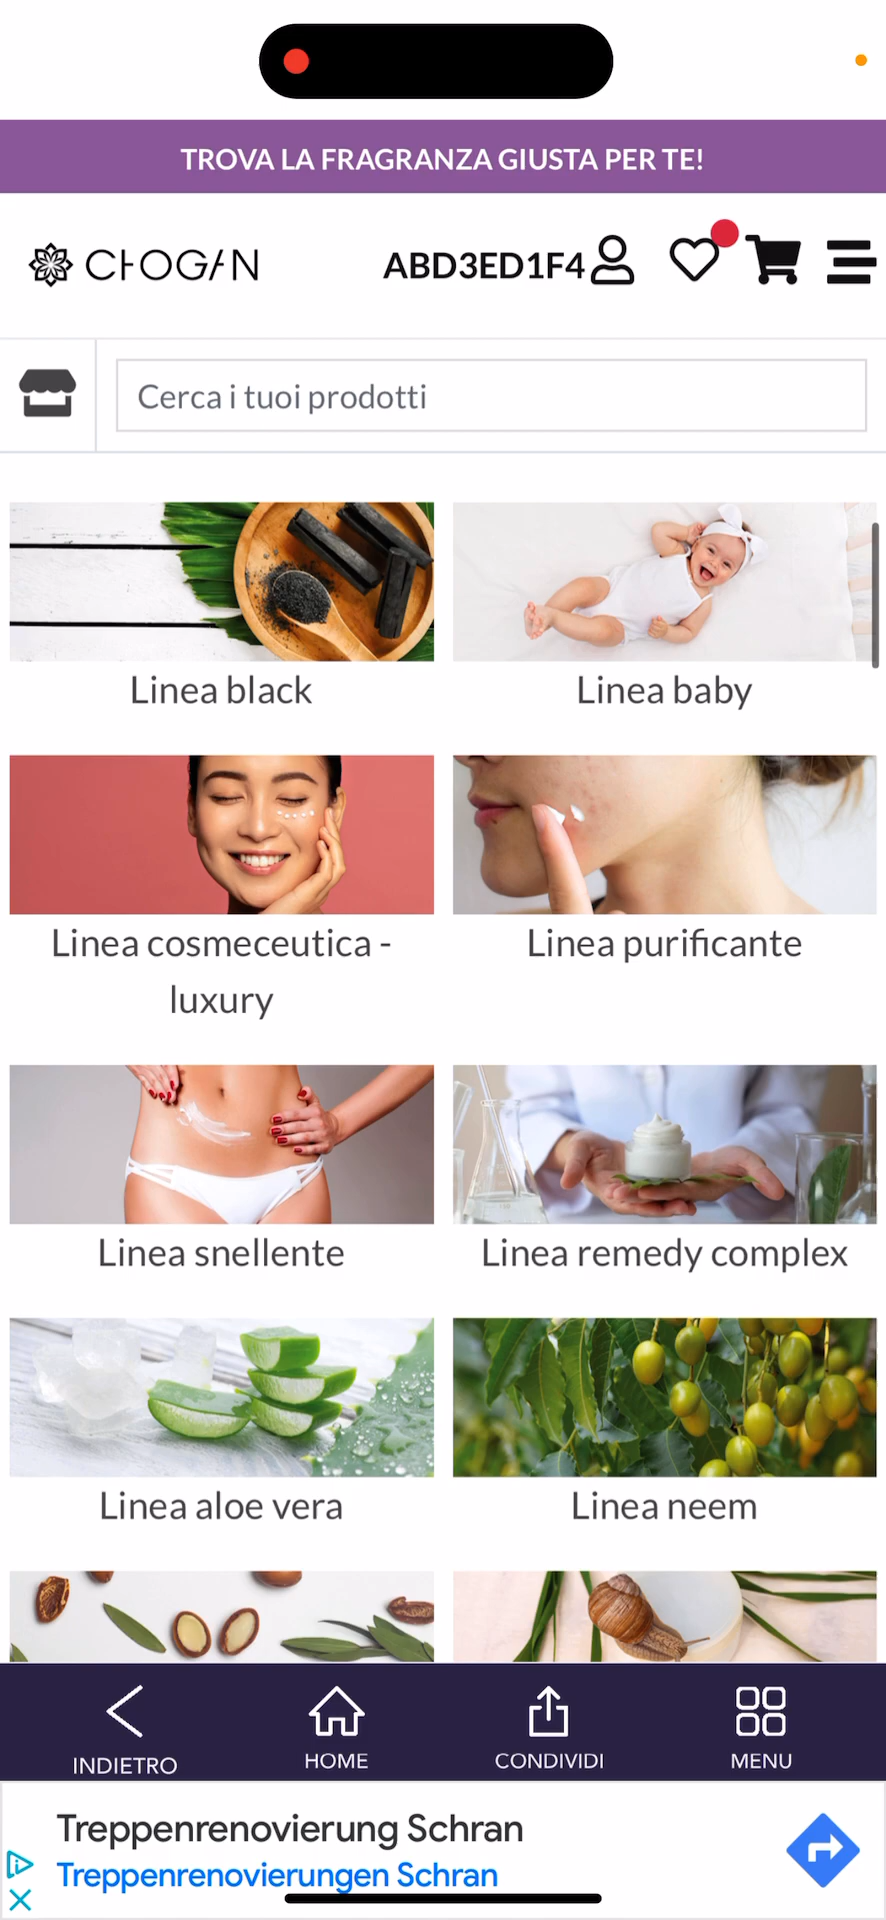 TROVA LA FRAGRANZA GIUSTA PER TE!
CHOGAN
ABD3ED1F4
Cerca i tuoi prodotti
Linea black
Linea baby
Linea cosmeceutica -
luxury
Linea purificante
Linea snellente
Linea remedy complex
Linea aloe vera
Linea neem
INDIETRO
HOME
CONDIVIDI
MENU
Treppenrenovierung Schran
Treppenrenovierungen Schran